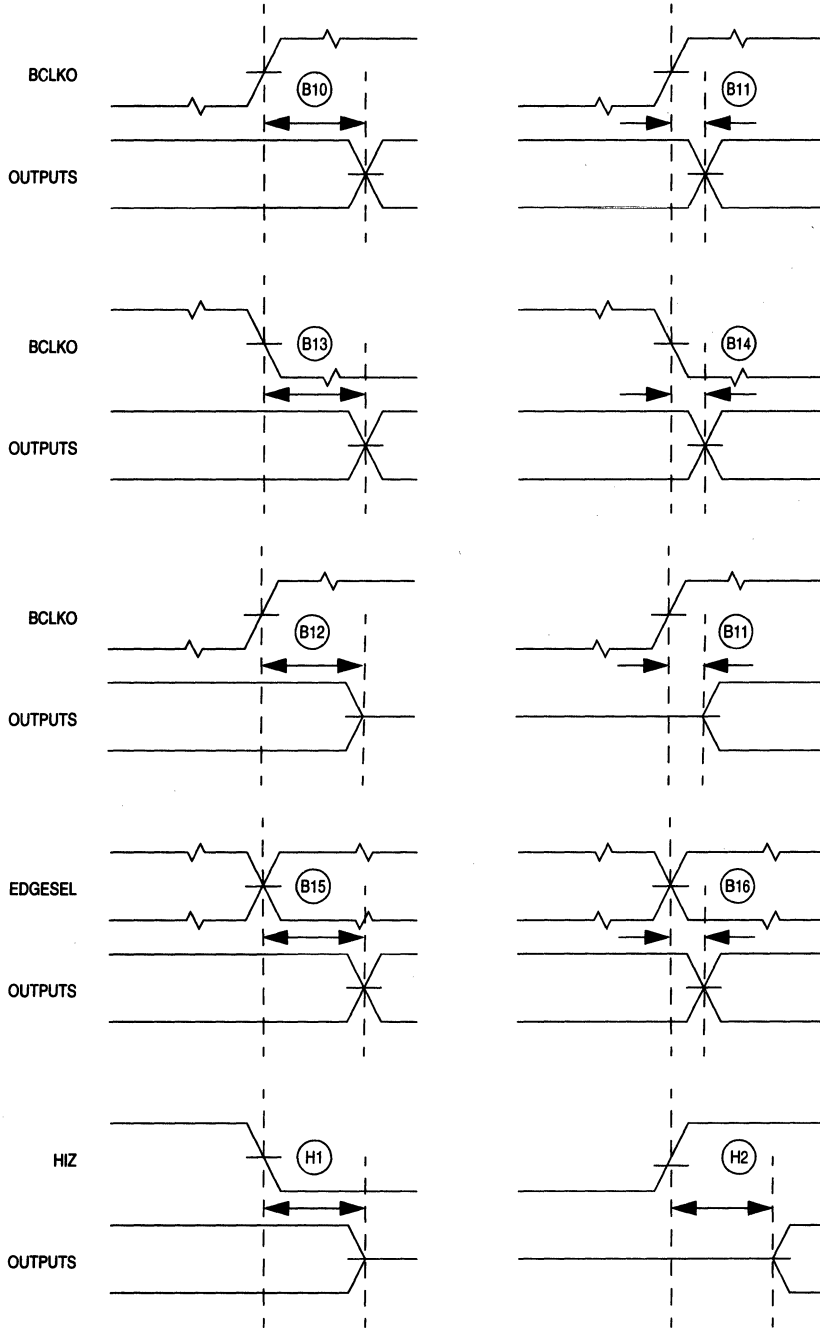 BCLKO
B10
B11
OUTPUTS
BCLKO
B13
B14
OUTPUTS
BCLKO
B12
B11
OUTPUTS
EDGESEL
B15
B16
OUTPUTS
HIZ
H1
H2
OUTPUTS